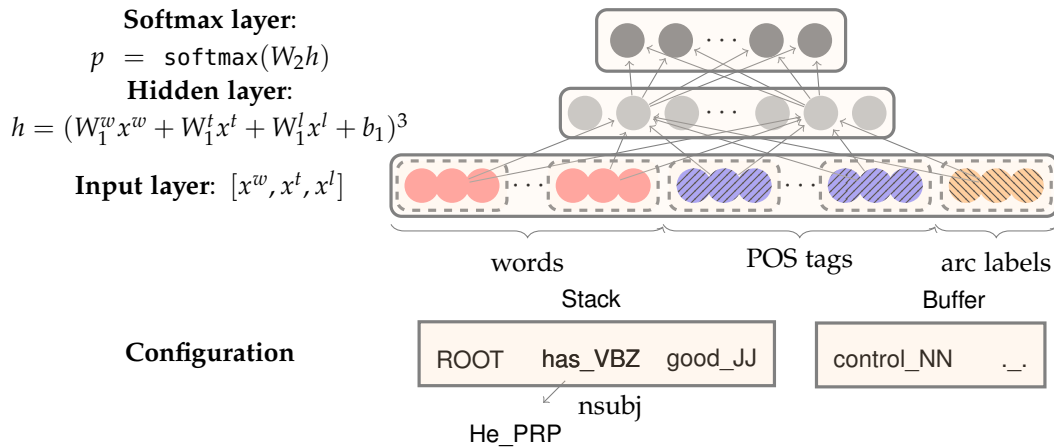 Softmax layer:
p = softmax(W₂h)
Hidden layer:
h = (W₁ʷxʷ + W₁ᵗxᵗ + W₁ˡxˡ + b₁)³
Input layer: [xʷ, xᵗ, xˡ]
···
···
··· ···
words POS tags arc labels
Stack Buffer
Configuration
ROOT has_VBZ good_JJ control_NN ._.
nsubj
He_PRP